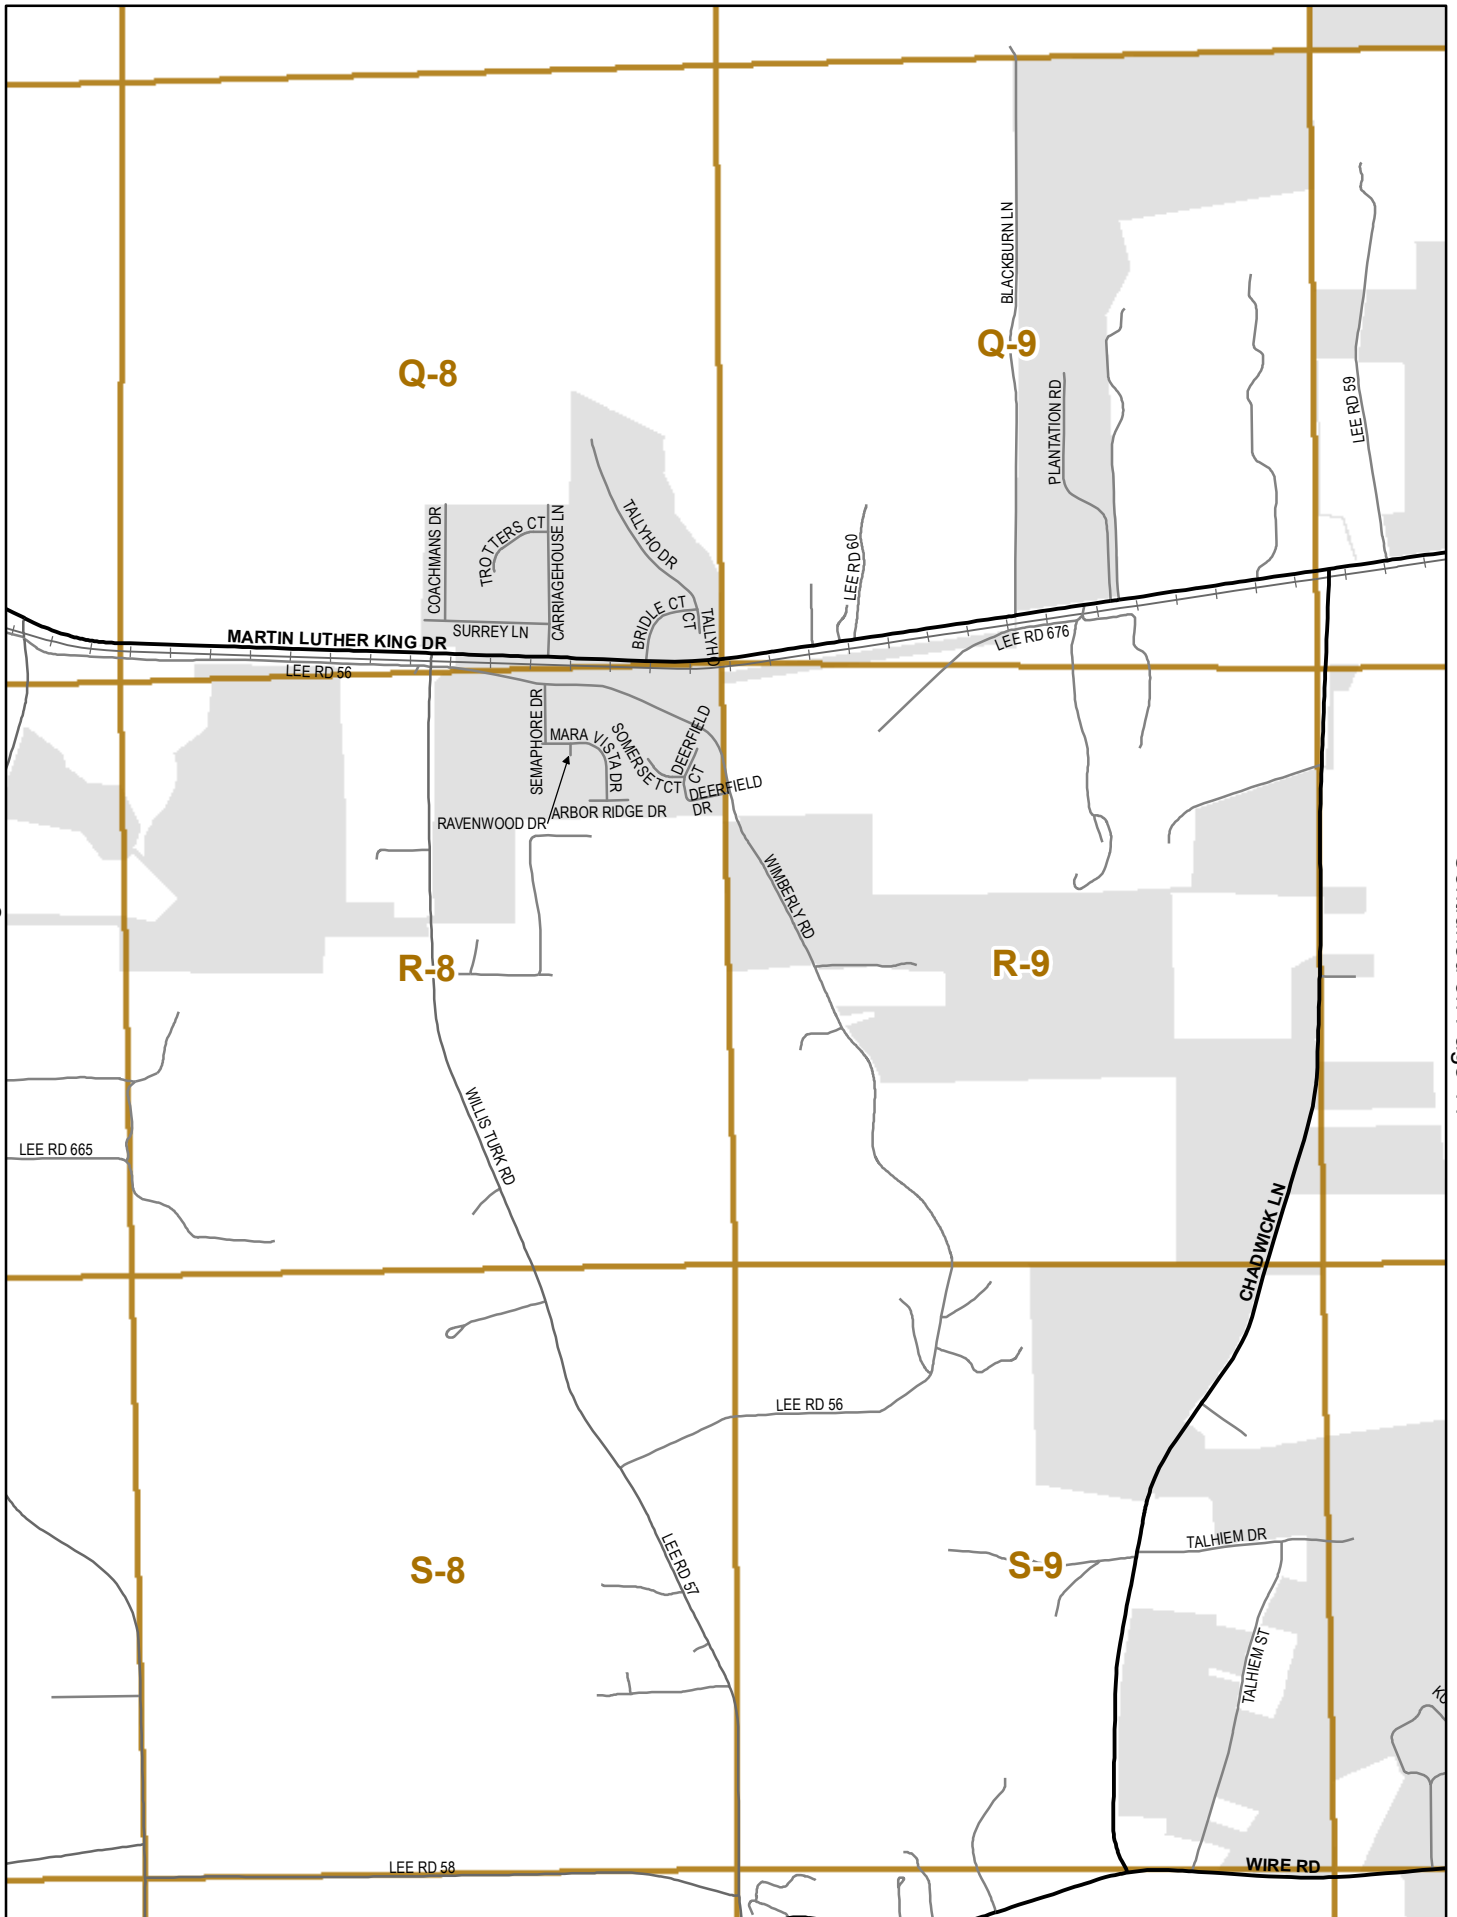 BLACKBURN LN
Q-9
Q-8
LEE RD 59
PLANTATION RD
COACHMANS DR
TROTTERS CT
CARRIAGEHOUSE LN
TALLYHO DR
LEE RD 60
BRIDLE CT
TALLYHO
CT
SURREY LN
MARTIN LUTHER KING DR
LEE RD 676
LEE RD 56
SEMAPHORE DR
MARA
VISTA DR
SOMERSET CT
DEERFIELD
CT
DEERFIELD
DR
ARBOR RIDGE DR
RAVENWOOD DR
WIMBERLY RD
R-8
R-9
WILLIS TURK RD
LEE RD 665
CHADWICK LN
LEE RD 56
LEE RD 57
TALHIEM DR
S-8
S-9
TALHIEM ST
LEE RD 58
WIRE RD